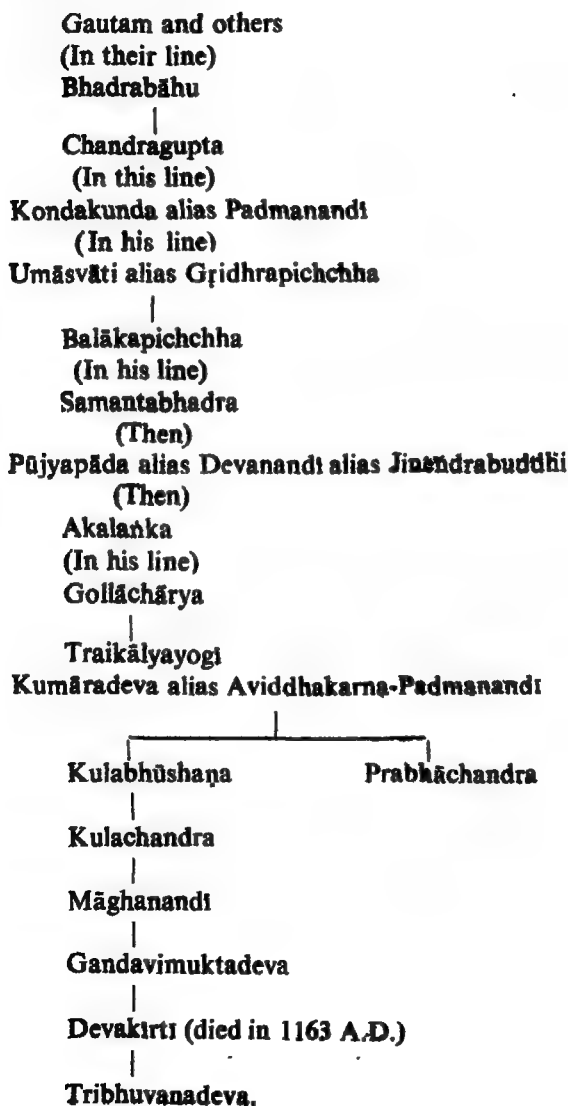 Gautam and others
(In their line)
Bhadrabāhu
Chandragupta
(In this line)
Kondakunda alias Padmanandi
(In his line)
Umāsvāti alias Gṛidhrapichchha
Balākapichchha
(In his line)
Samantabhadra
(Then)
Pūjyapāda alias Devanandi alias Jinendrabuddhi
(Then)
Akalaṅka
(In his line)
Gollāchārya
Traikālyayogi
Kumāradeva alias Aviddhakarna-Padmanandi
Kulabhūshaṇa Prabhāchandra
Kulachandra
Māghanandi
Gandavimuktadeva
Devakirti (died in 1163 A.D.)
Tribhuvanadeva.